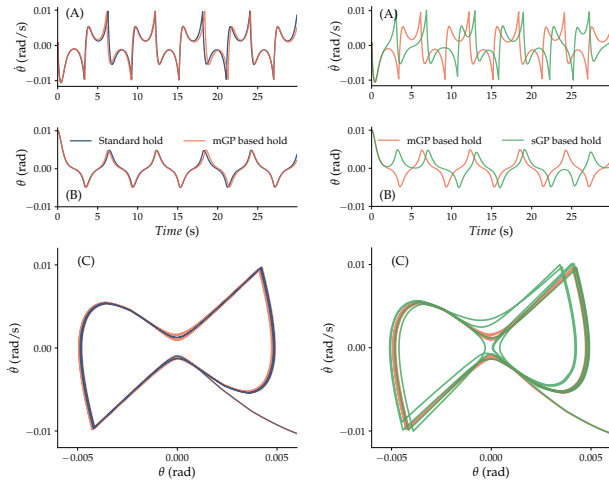 0.01
0.00
−0.01
θ̇ (rad/s)
(A)
0 5 10 15 20 25
0.01
0.00
−0.01
θ (rad)
Standard hold mGP based hold
(B)
0 5 10 15 20 25
Time (s)
0.01
0.00
−0.01
θ̇ (rad/s)
(C)
−0.005 0.000 0.005
θ (rad)
0.01
0.00
−0.01
θ̇ (rad/s)
(A)
0 5 10 15 20 25
0.01
0.00
−0.01
θ (rad)
mGP based hold sGP based hold
(B)
0 5 10 15 20 25
Time (s)
0.01
0.00
−0.01
θ̇ (rad/s)
(C)
−0.005 0.000 0.005
θ (rad)